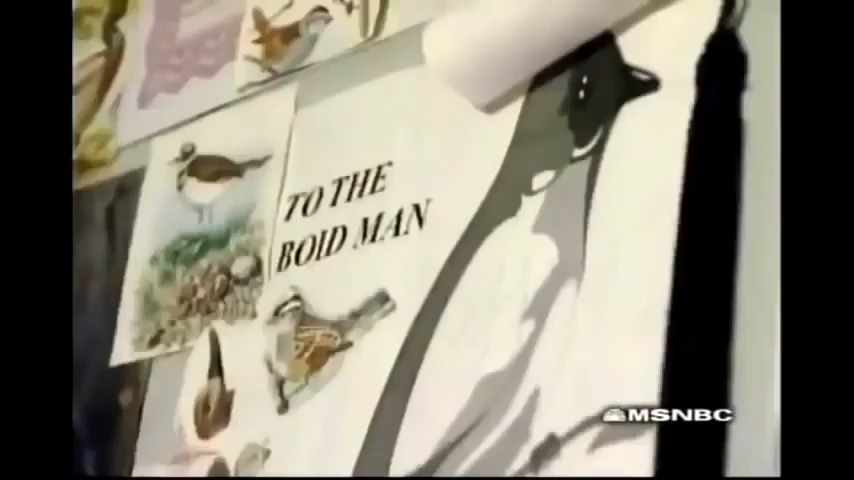 TO THE
BOID MAN
MSNBC